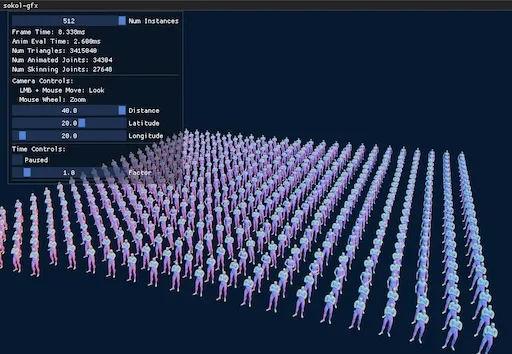 sokol-gfx
512 Num Instances
Frame Time: 8.330ms
Anim Eval Time: 2.600ms
Num Triangles: 3415040
Num Animated Joints: 34304
Num Skinning Joints: 27648
Camera Controls:
LMB + Mouse Move: Look
Mouse Wheel: Zoom
40.0 Distance
20.0 Latitude
20.0 Longitude
Time Controls:
Paused
1.0 Factor